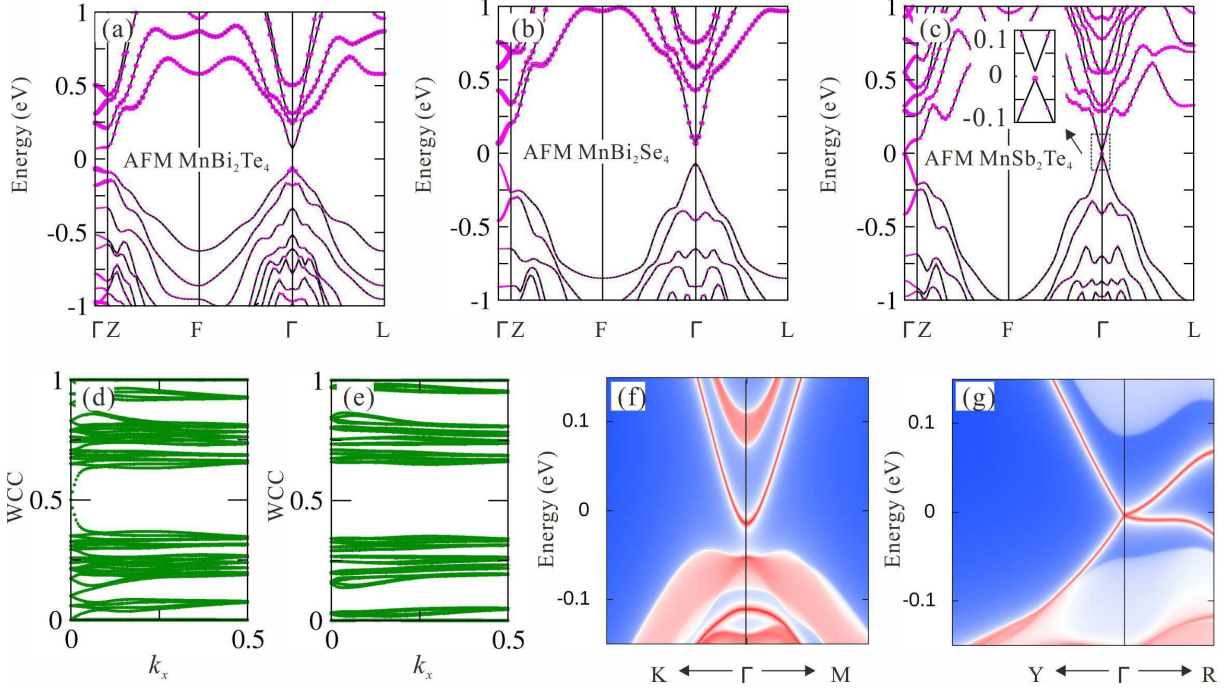 (a)
Energy (eV)
1
0.5
0
-0.5
-1
AFM MnBi₂Te₄
Γ Z F Γ L
(b)
Energy (eV)
1
0.5
0
-0.5
-1
AFM MnBi₂Se₄
Γ Z F Γ L
(c)
Energy (eV)
1
0.5
0
-0.5
-1
0.1
0
-0.1
AFM MnSb₂Te₄
Γ Z F Γ L
(d)
WCC
1
0.5
0
0 0.5
kₓ
(e)
WCC
1
0.5
0
0 0.5
kₓ
(f)
Energy (eV)
0.1
0
-0.1
K Γ M
(g)
Energy (eV)
0.1
0
-0.1
Y Γ R